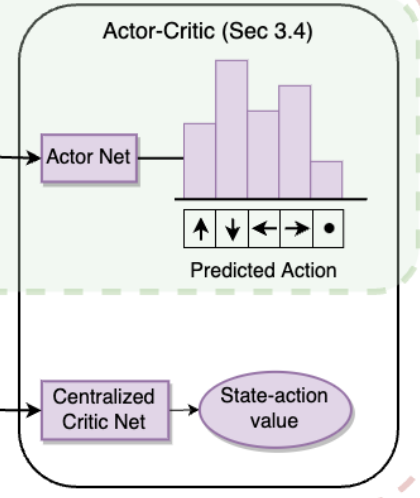 Actor-Critic (Sec 3.4)
Actor Net
↑ ↓ ← → •
Predicted Action
Centralized
Critic Net
State-action
value